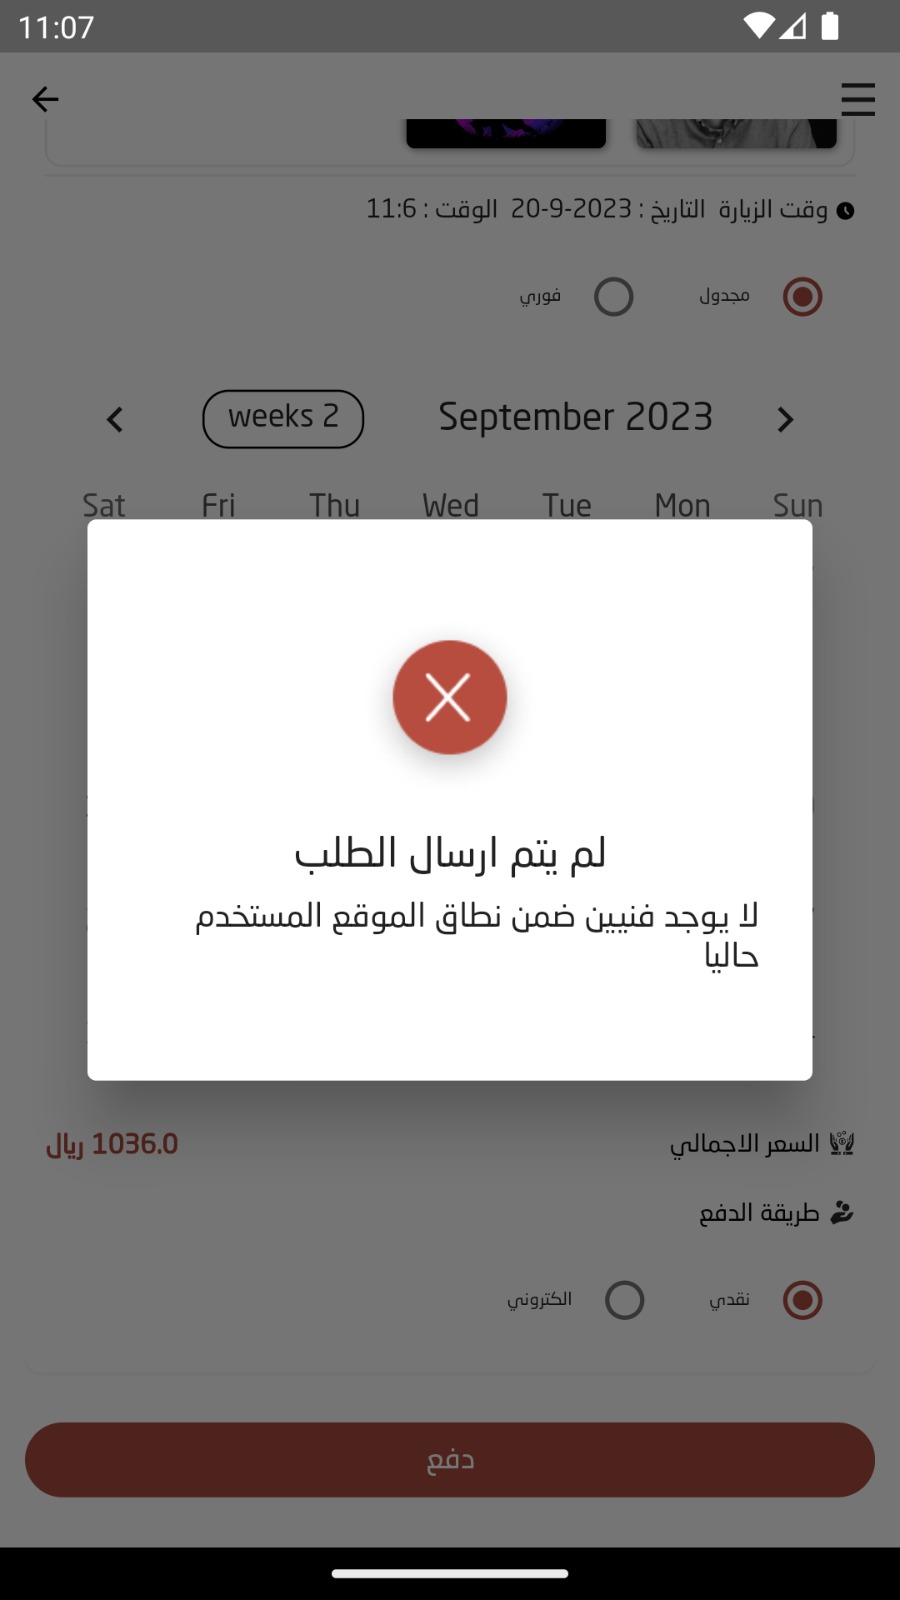 11:07
وقت الزيارة التاريخ : 2023-9-20 الوقت : 11:6
مجدول
فوري
September 2023
2 weeks
Sun Mon Tue Wed Thu Fri Sat
لم يتم ارسال الطلب
لا يوجد فنيين ضمن نطاق الموقع المستخدم
حاليا
السعر الاجمالي 1036.0 ريال
طريقة الدفع
نقدي
الكتروني
دفع